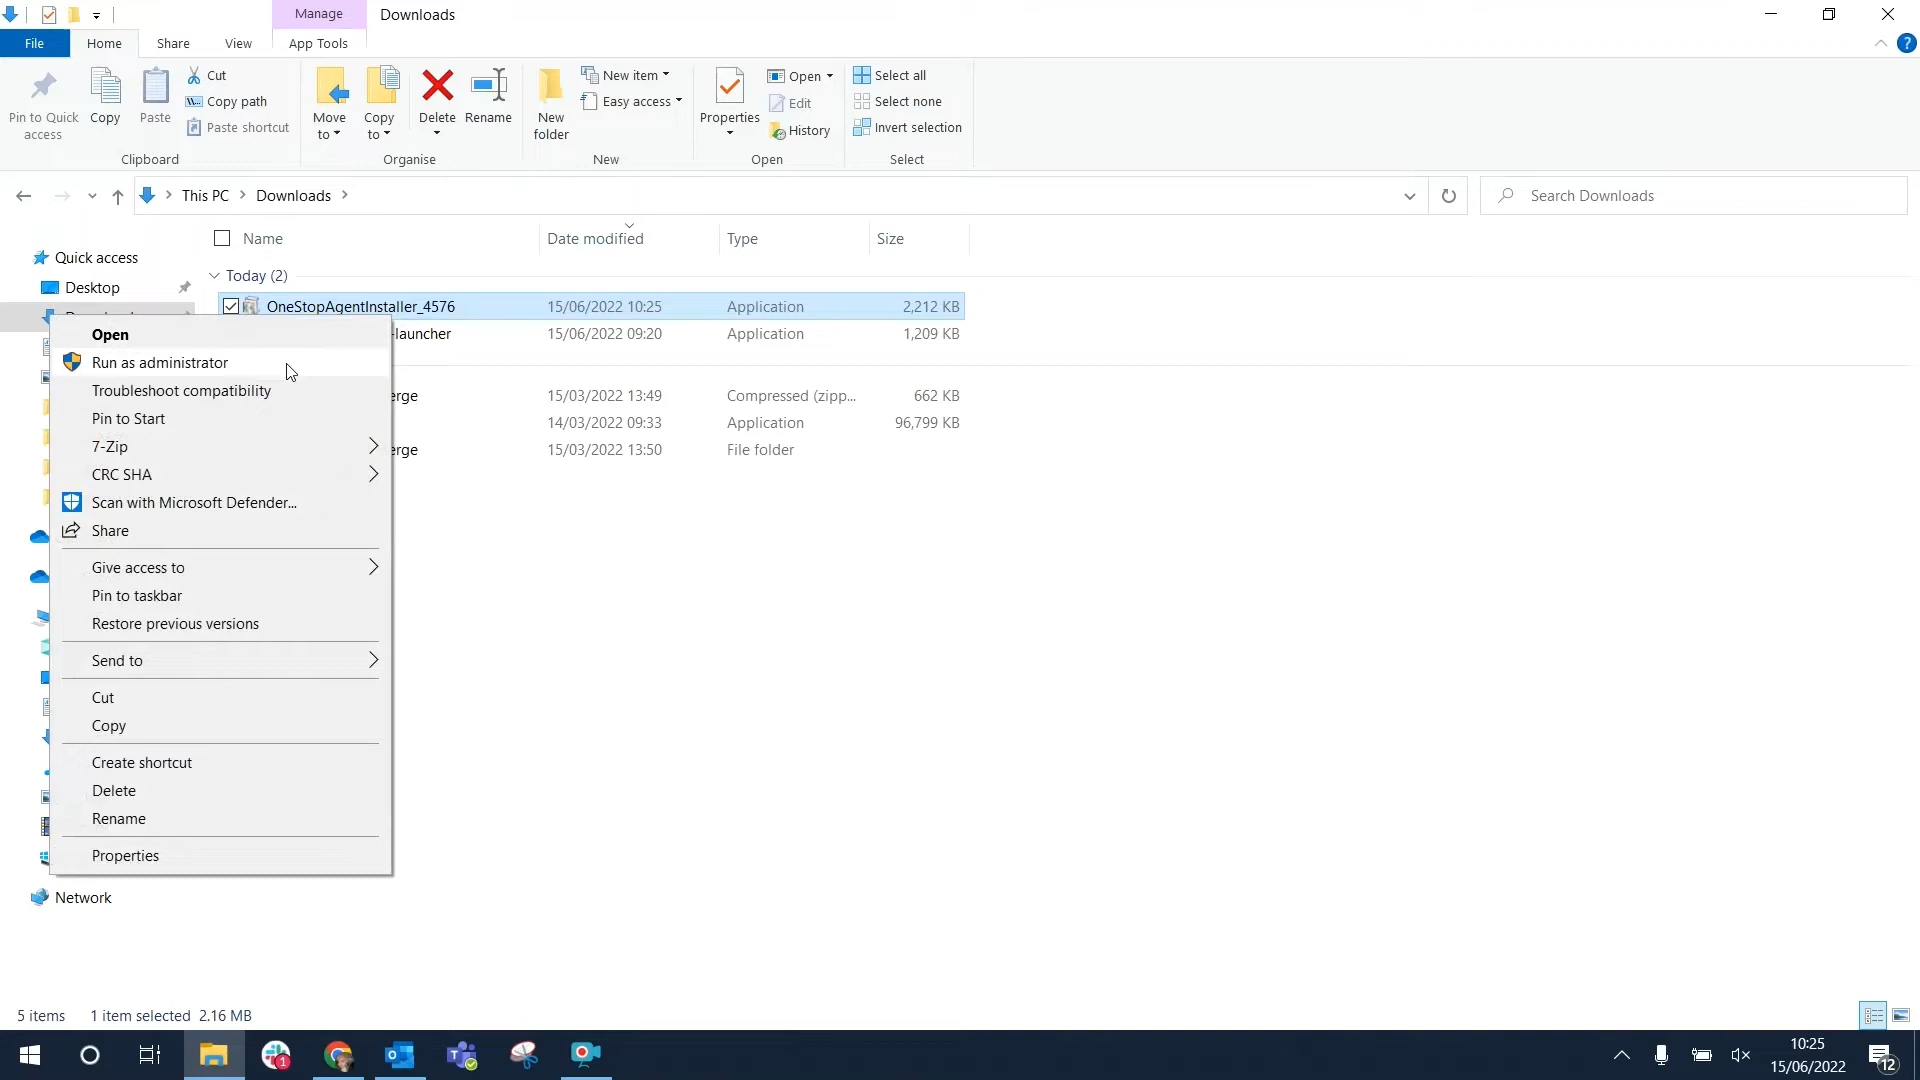 Manage
Downloads
File
Home
Share
View
App Tools
Pin to Quick access
Copy
Paste
Cut
Copy path
Paste shortcut
Clipboard
Move to
Copy to
Delete
Rename
Organise
New folder
New item
Easy access
New
Properties
Open
Edit
History
Open
Select all
Select none
Invert selection
Select
This PC
Downloads
Search Downloads
Name
Date modified
Type
Size
Quick access
Desktop
Today (2)
OneStopAgentInstaller_4576 15/06/2022 10:25 Application 2,212 KB
-launcher 15/06/2022 09:20 Application 1,209 KB
erge 15/03/2022 13:49 Compressed (zipp... 662 KB
14/03/2022 09:33 Application 96,799 KB
erge 15/03/2022 13:50 File folder
Open
Run as administrator
Troubleshoot compatibility
Pin to Start
7-Zip
CRC SHA
Scan with Microsoft Defender...
Share
Give access to
Pin to taskbar
Restore previous versions
Send to
Cut
Copy
Create shortcut
Delete
Rename
Properties
Network
5 items 1 item selected 2.16 MB
1
10:25
15/06/2022
12